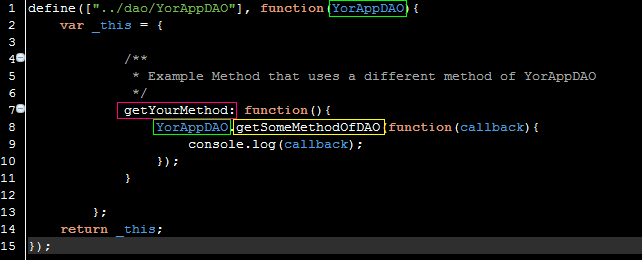 1 define(["../dao/YorAppDAO"], function(YorAppDAO){
2 var _this = {
3
4 /**
5 * Example Method that uses a different method of YorAppDAO
6 */
7 getYourMethod: function(){
8 YorAppDAO.getSomeMethodOfDAO(function(callback){
9 console.log(callback);
10 });
11 }
12
13 };
14 return _this;
15 });